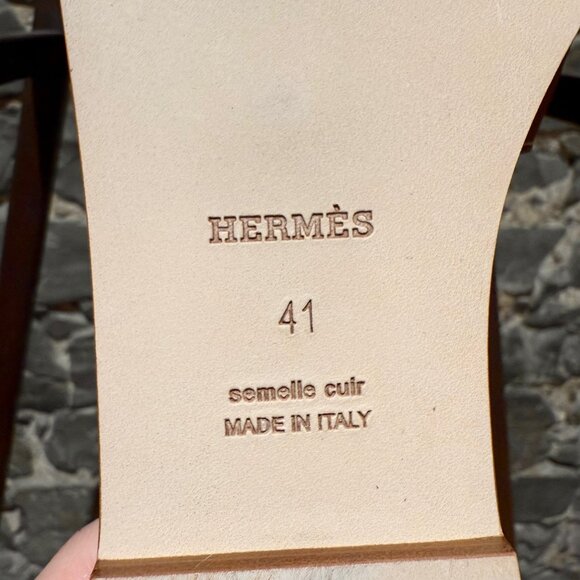 HERMÈS
41
semelle cuir
MADE IN ITALY